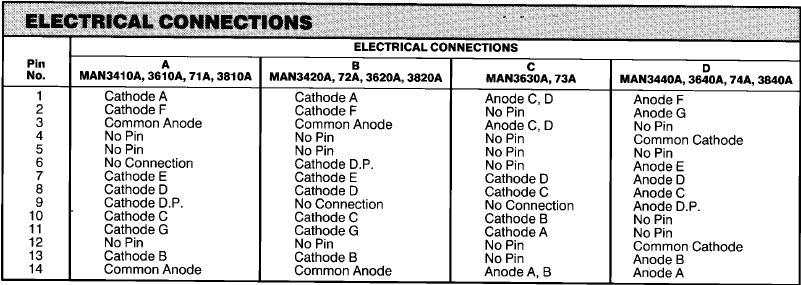 ELECTRICAL CONNECTIONS
ELECTRICAL CONNECTIONS
Pin No. A MAN3410A, 3610A, 71A, 3810A B MAN3420A, 72A, 3620A, 3820A C MAN3630A, 73A D MAN3440A, 3640A, 74A, 3840A
1 Cathode A Cathode A Anode C, D Anode F
2 Cathode F Cathode F No Pin Anode G
3 Common Anode Common Anode Anode C, D No Pin
4 No Pin No Pin No Pin Common Cathode
5 No Pin No Pin No Pin No Pin
6 No Connection Cathode D.P. No Pin Anode E
7 Cathode E Cathode E Cathode D Anode D
8 Cathode D Cathode D Cathode C Anode C
9 Cathode D.P. No Connection No Connection Anode D.P.
10 Cathode C Cathode C Cathode B No Pin
11 Cathode G Cathode G Cathode A No Pin
12 No Pin No Pin No Pin Common Cathode
13 Cathode B Cathode B No Pin Anode B
14 Common Anode Common Anode Anode A, B Anode A